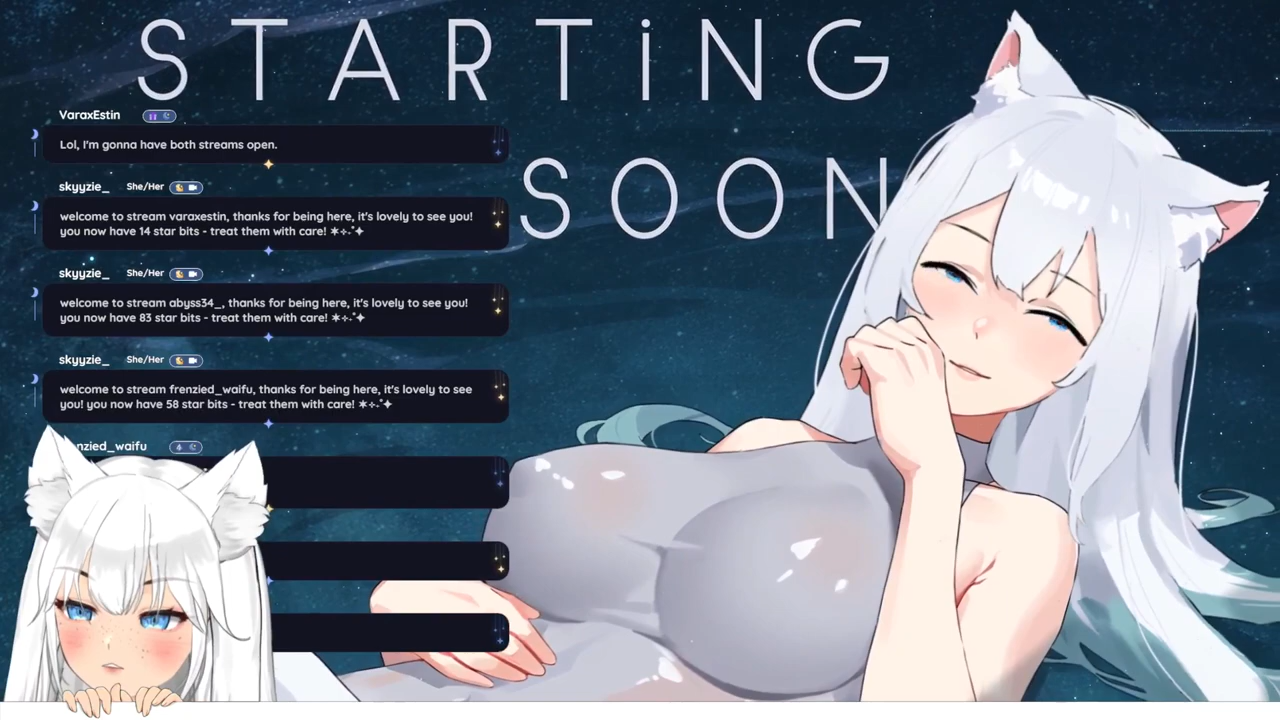 STARTiNG
SOON
VaraxEstin
Lol, I'm gonna have both streams open.
skyyzie_ She/Her
welcome to stream varaxestin, thanks for being here, it's lovely to see you!
you now have 14 star bits - treat them with care! ✶⊹₊˚✦
skyyzie_ She/Her
welcome to stream abyss34_, thanks for being here, it's lovely to see you!
you now have 83 star bits - treat them with care! ✶⊹₊˚✦
skyyzie_ She/Her
welcome to stream frenzied_waifu, thanks for being here, it's lovely to see
you! you now have 58 star bits - treat them with care! ✶⊹₊˚✦
nzied_waifu